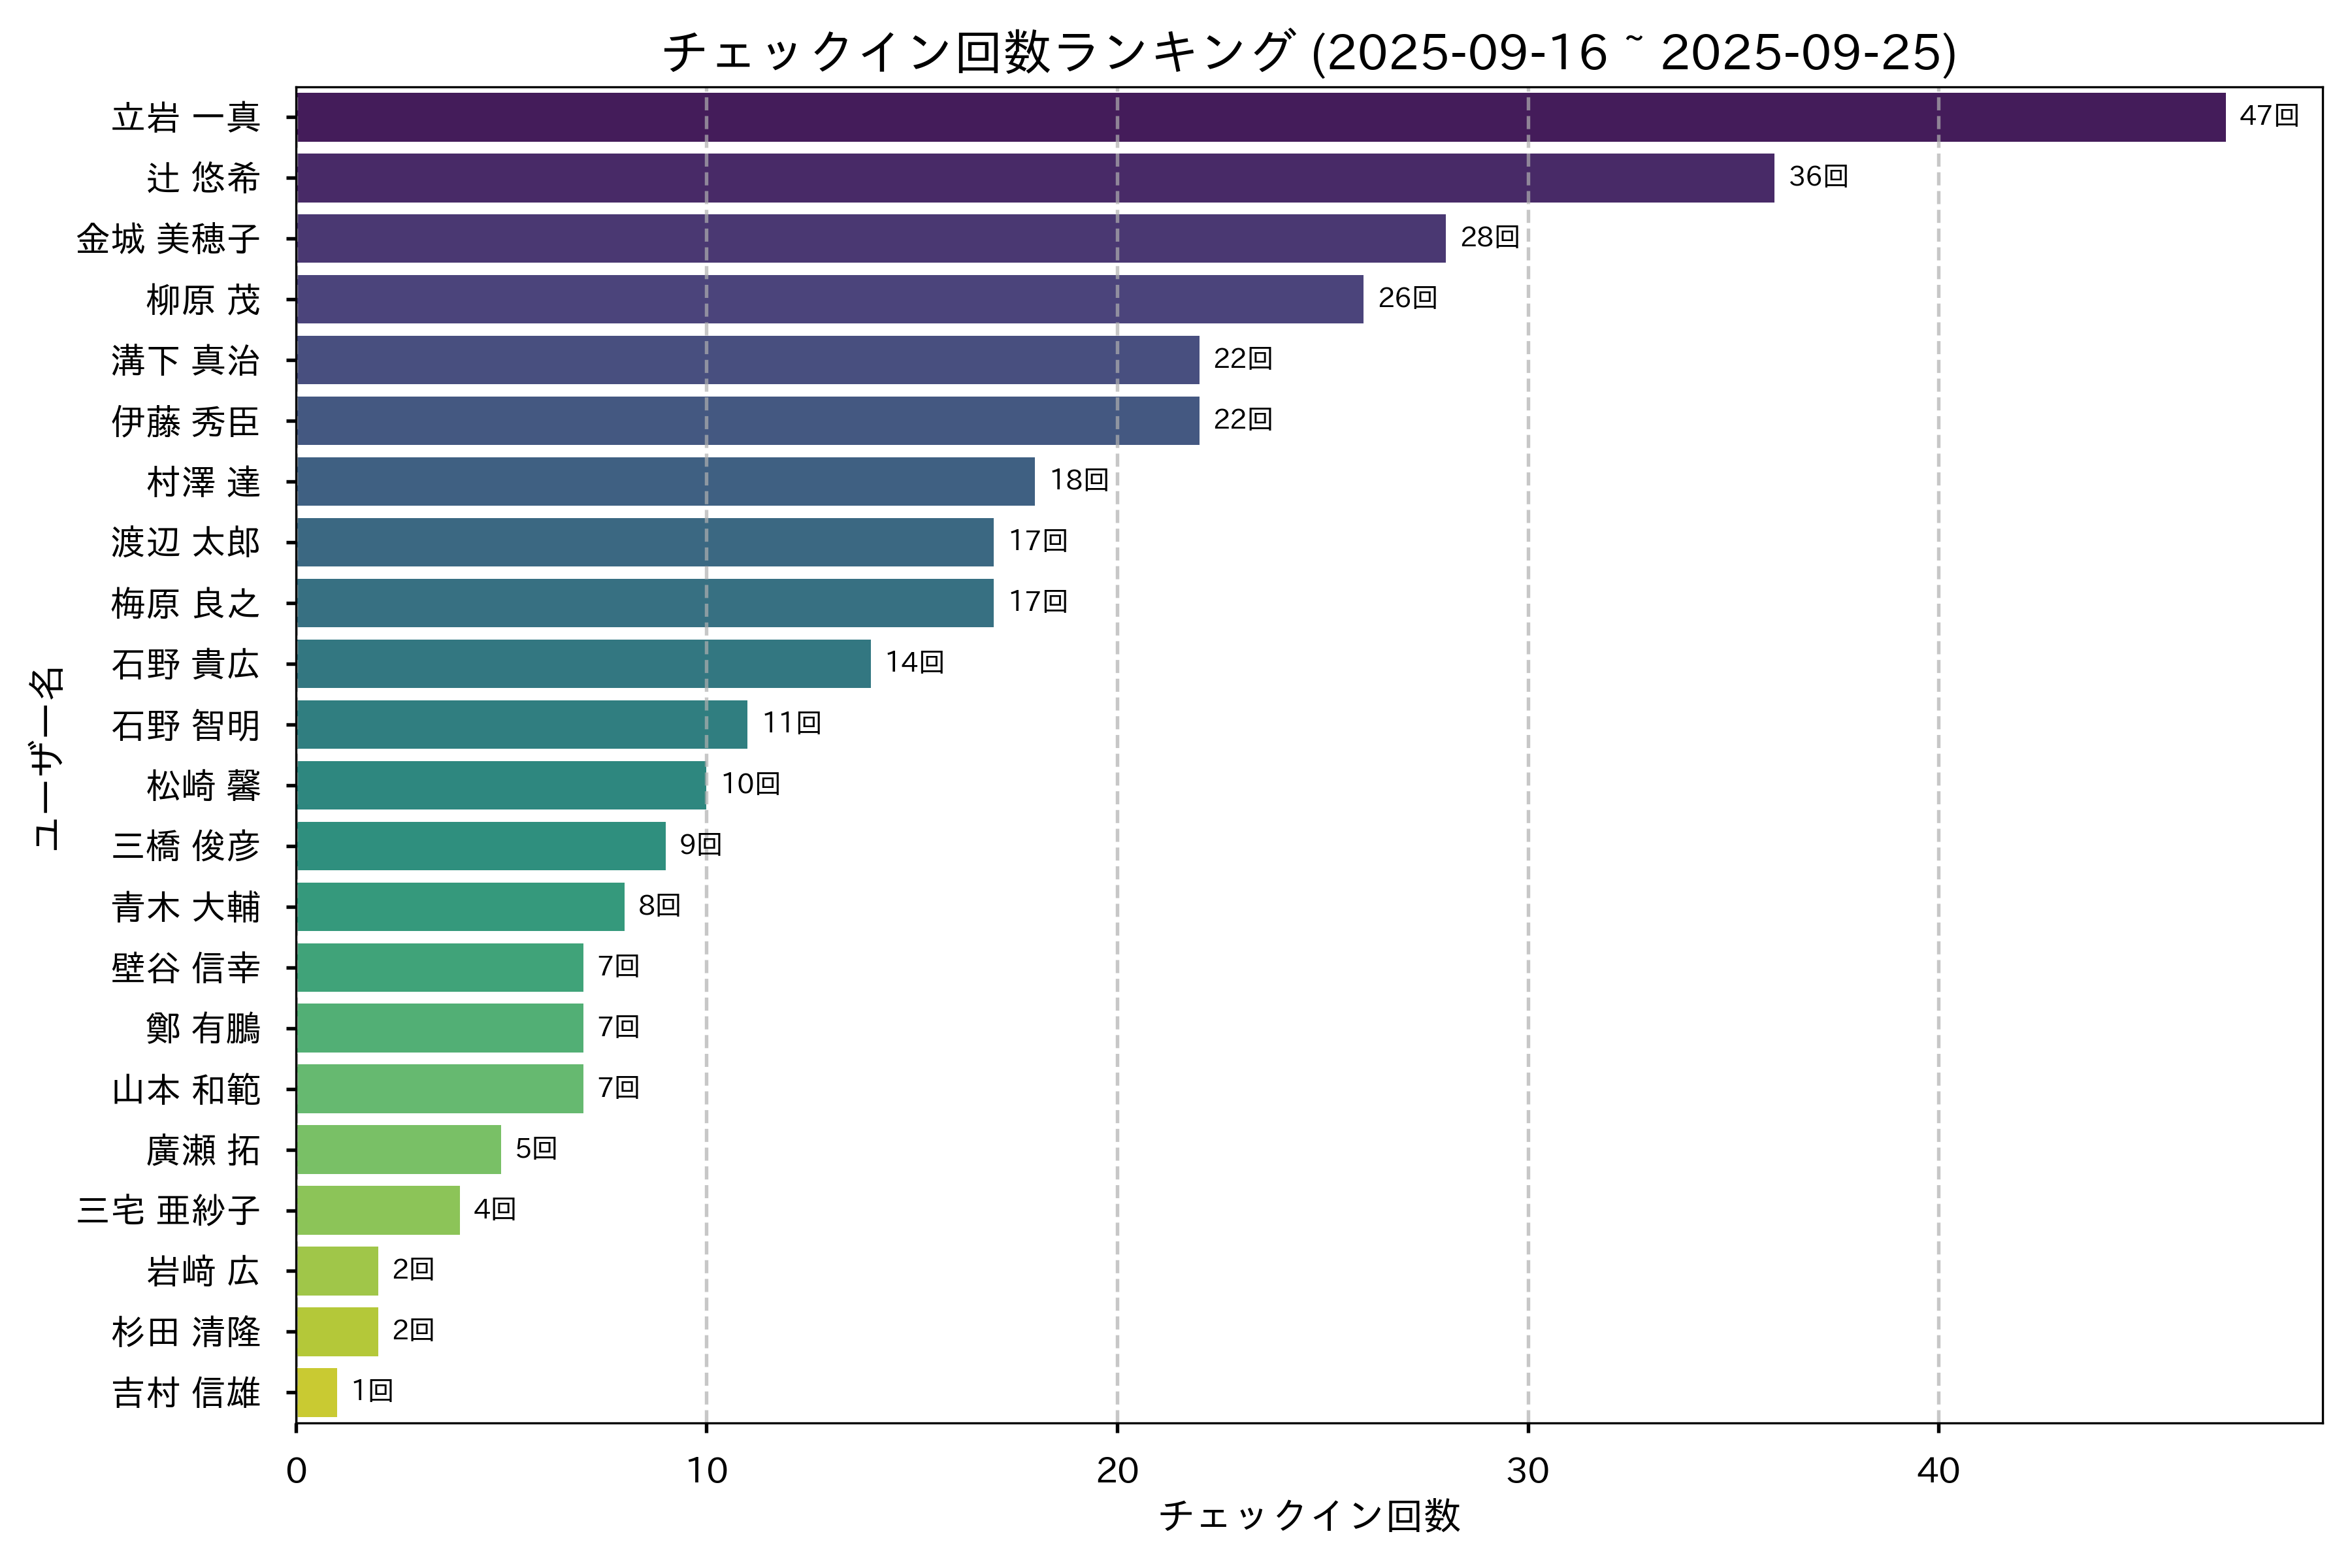 チェックイン回数ランキング (2025-09-16 ~ 2025-09-25)
立岩 一真 47回
辻 悠希 36回
金城 美穂子 28回
柳原 茂 26回
溝下 真治 22回
伊藤 秀臣 22回
村澤 達 18回
渡辺 太郎 17回
梅原 良之 17回
石野 貴広 14回
石野 智明 11回
松崎 馨 10回
三橋 俊彦 9回
青木 大輔 8回
壁谷 信幸 7回
鄭 有鵬 7回
山本 和範 7回
廣瀬 拓 5回
三宅 亜紗子 4回
岩﨑 広 2回
杉田 清隆 2回
吉村 信雄 1回
ユーザー名
0 10 20 30 40
チェックイン回数